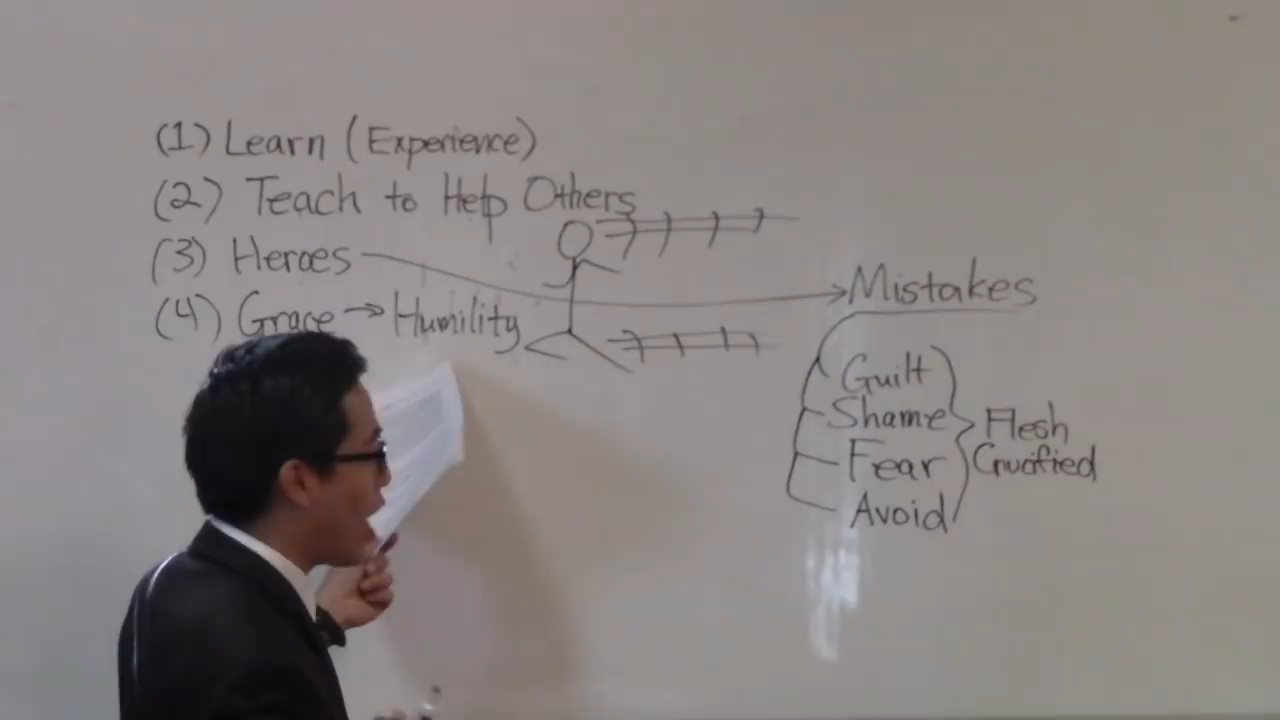 (1) Learn (Experience)
(2) Teach to Help Others
(3) Heroes → Mistakes
(4) Grace → Humility
Guilt
Shame
Fear
Avoid
Flesh
Crucified